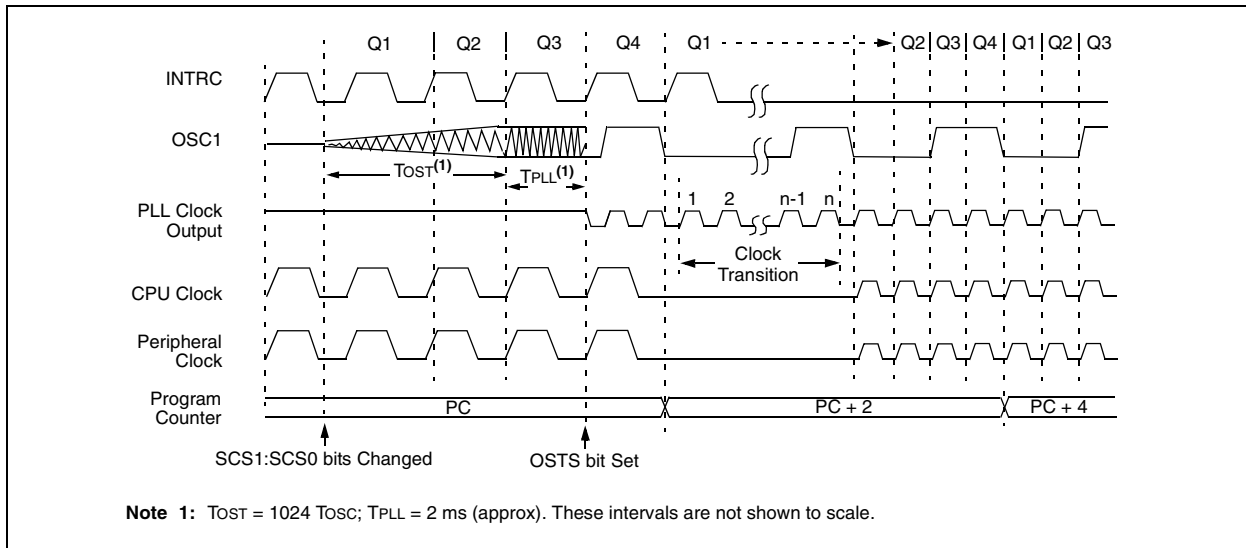 Q1 Q2 Q3 Q4 Q1 Q2 Q3 Q4 Q1 Q2 Q3
INTRC
OSC1
TOST(1)
TPLL(1)
PLL Clock
Output
1 2 n-1 n
Clock
Transition
CPU Clock
Peripheral
Clock
Program
Counter
PC PC + 2 PC + 4
SCS1:SCS0 bits Changed OSTS bit Set
Note 1: TOST = 1024 TOSC; TPLL = 2 ms (approx). These intervals are not shown to scale.